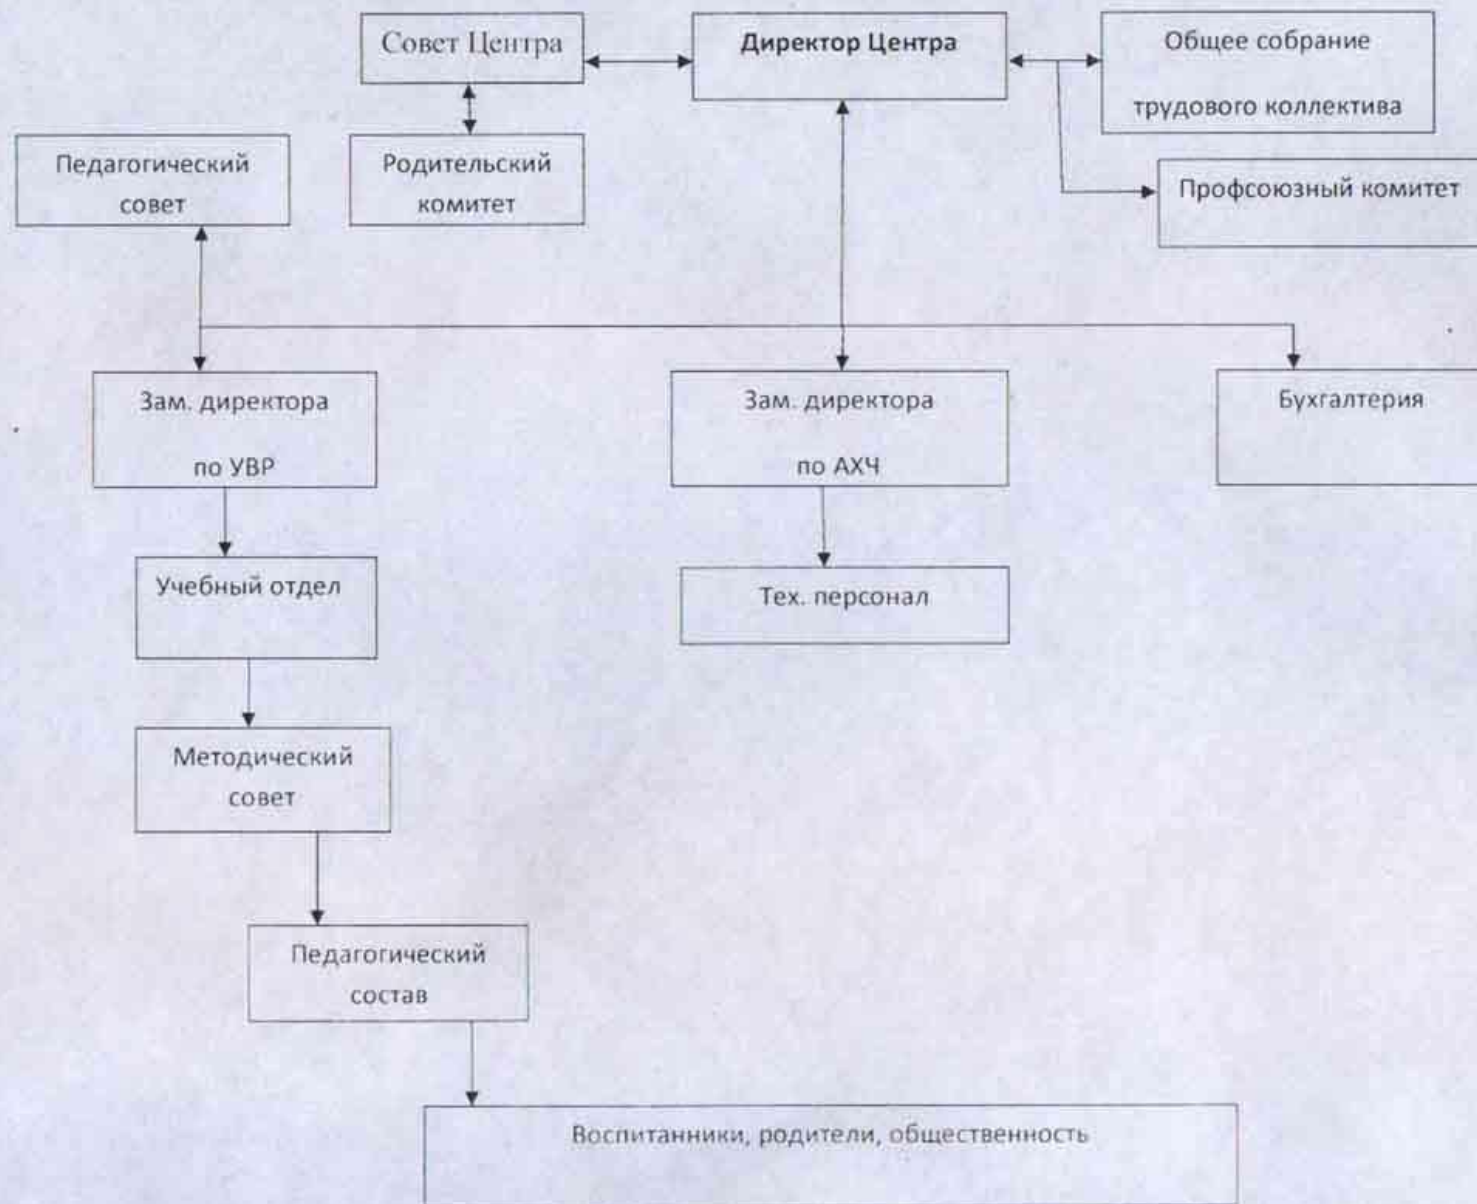 Совет Центра
Директор Центра
Общее собрание
трудового коллектива
Педагогический
совет
Родительский
комитет
Профсоюзный комитет
Зам. директора
по УВР
Зам. директора
по АХЧ
Бухгалтерия
Учебный отдел
Тех. персонал
Методический
совет
Педагогический
состав
Воспитанники, родители, общественность